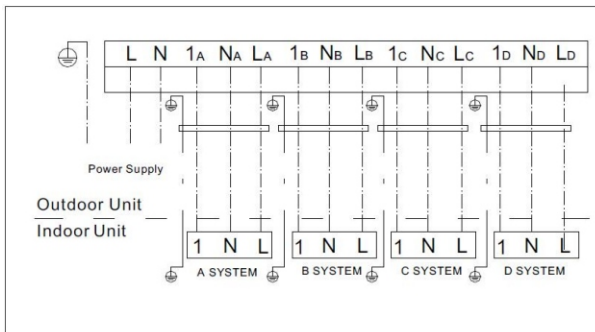 L N 1A NA LA 1B NB LB 1C NC LC 1D ND LD
Power Supply
Outdoor Unit
Indoor Unit
1 N L 1 N L 1 N L 1 N L
A SYSTEM B SYSTEM C SYSTEM D SYSTEM